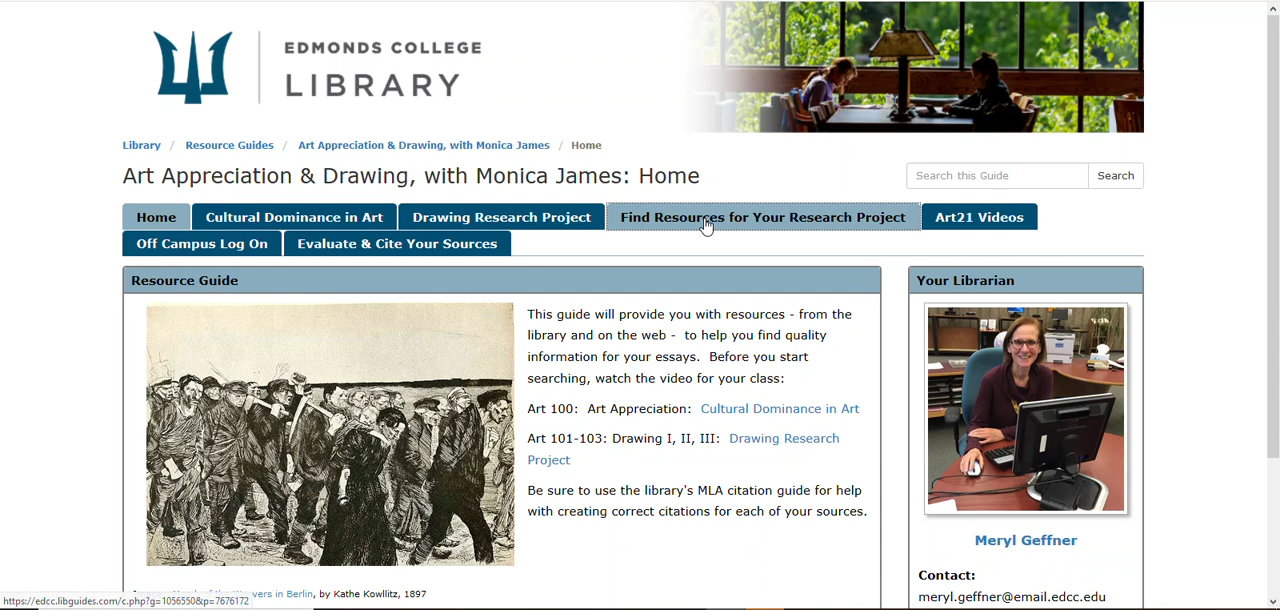 EDMONDS COLLEGE
LIBRARY
Library / Resource Guides / Art Appreciation & Drawing, with Monica James / Home
Art Appreciation & Drawing, with Monica James: Home
Search this Guide Search
Home Cultural Dominance in Art Drawing Research Project Find Resources for Your Research Project Art21 Videos
Off Campus Log On Evaluate & Cite Your Sources
Resource Guide
This guide will provide you with resources - from the
library and on the web - to help you find quality
information for your essays. Before you start
searching, watch the video for your class:
Art 100: Art Appreciation: Cultural Dominance in Art
Art 101-103: Drawing I, II, III: Drawing Research
Project
Be sure to use the library's MLA citation guide for help
with creating correct citations for each of your sources.
in Berlin, by Kathe Kowllitz, 1897
Your Librarian
Meryl Geffner
Contact:
meryl.geffner@email.edcc.edu
https://edcc.libguides.com/c.php?g=1056550&p=7676172